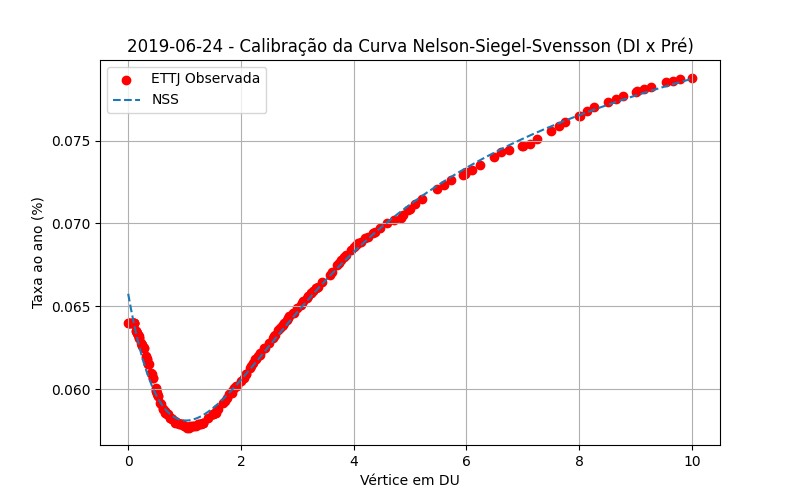 2019-06-24 - Calibração da Curva Nelson-Siegel-Svensson (DI x Pré)
ETTJ Observada
NSS
Taxa ao ano (%)
0.075
0.070
0.065
0.060
0 2 4 6 8 10
Vértice em DU